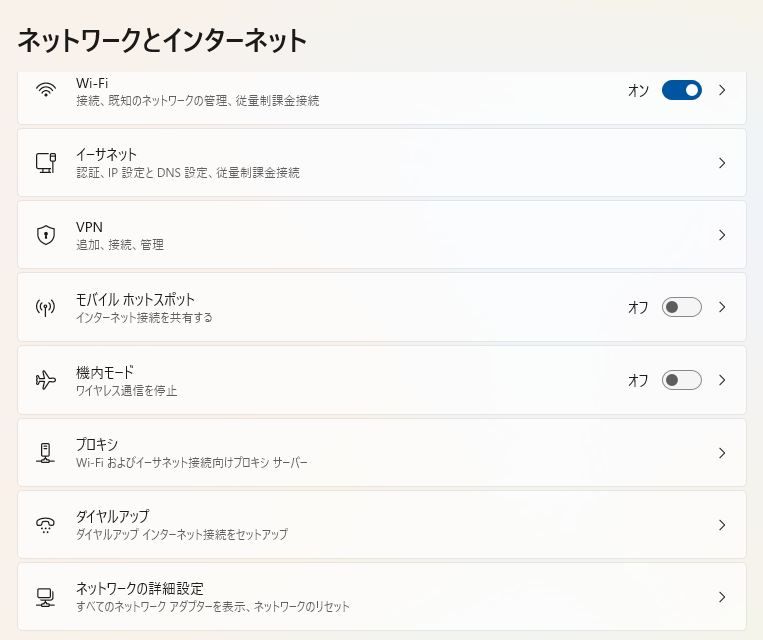 ネットワークとインターネット
Wi-Fi
接続、既知のネットワークの管理、従量制課金接続
オン
イーサネット
認証、IP 設定と DNS 設定、従量制課金接続
VPN
追加、接続、管理
モバイル ホットスポット
インターネット接続を共有する
オフ
機内モード
ワイヤレス通信を停止
オフ
プロキシ
Wi-Fi およびイーサネット接続向けプロキシ サーバー
ダイヤルアップ
ダイヤルアップ インターネット接続をセットアップ
ネットワークの詳細設定
すべてのネットワーク アダプターを表示、ネットワークのリセット